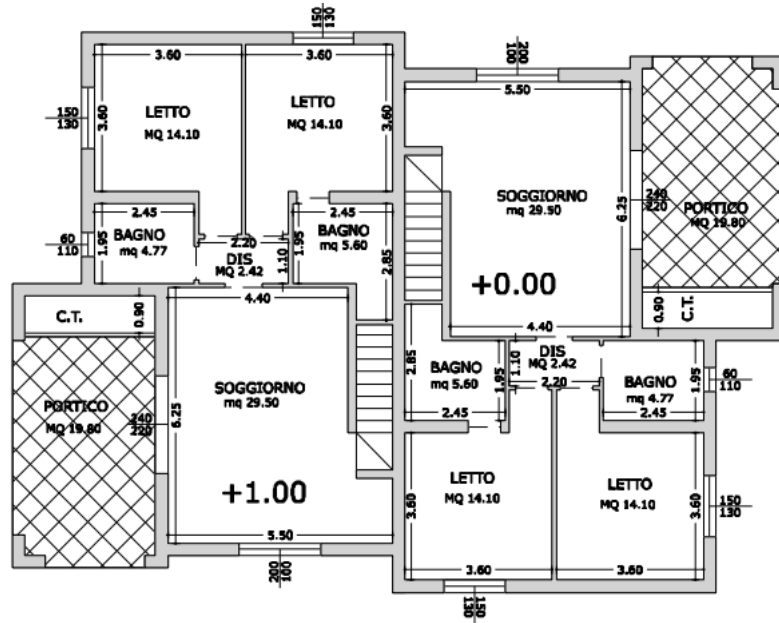 150
130
200
100
3.60
3.60
5.50
150
130
LETTO
MQ 14.10
3.60
LETTO
MQ 14.10
3.60
SOGGIORNO
mq 29.50
6.25
240
220
PORTICO
MQ 19.80
2.45
2.45
60
110
1.95
BAGNO
mq 4.77
2.20
DIS
MQ 2.42
1.10
1.95
BAGNO
mq 5.60
2.85
+0.00
0.90
C.T.
4.40
C.T.
0.90
4.40
2.85
BAGNO
mq 5.60
1.95
1.10
DIS
MQ 2.42
2.20
BAGNO
mq 4.77
1.95
60
110
2.45
2.45
PORTICO
MQ 19.80
240
220
6.25
SOGGIORNO
mq 29.50
+1.00
5.50
200
100
3.60
LETTO
MQ 14.10
LETTO
MQ 14.10
3.60
150
130
3.60
3.60
150
130